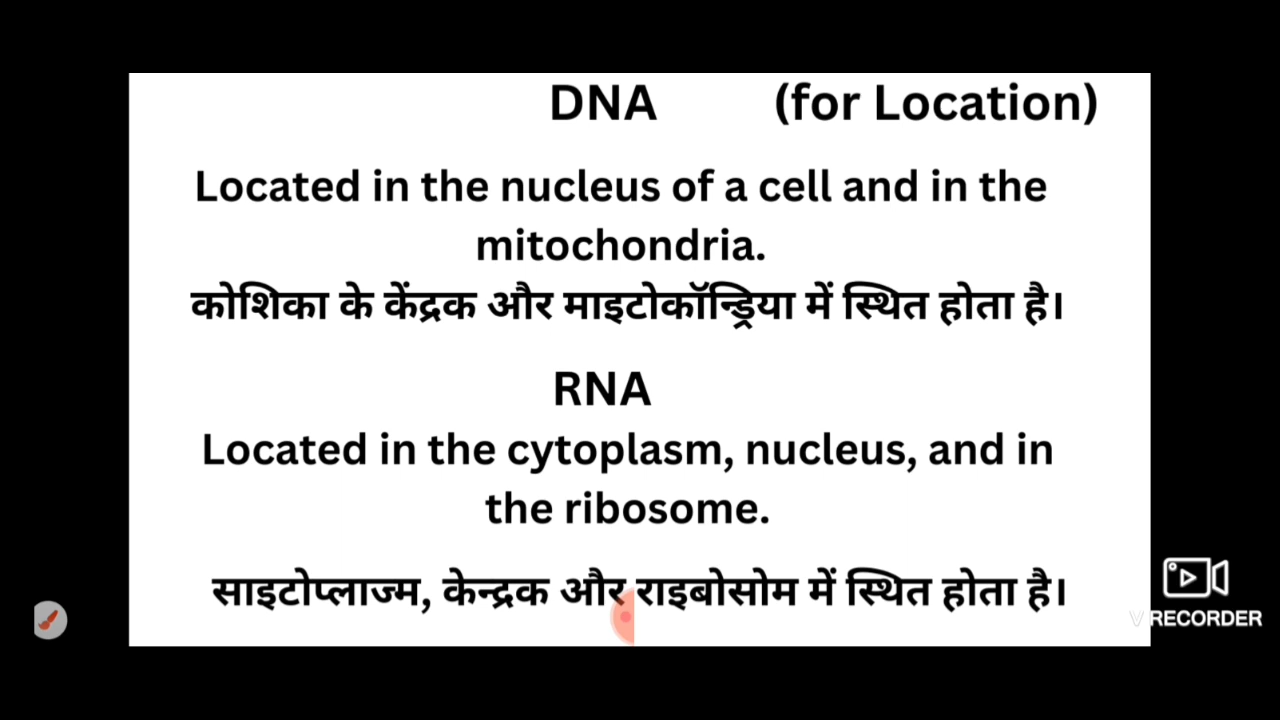 DNA (for Location)
Located in the nucleus of a cell and in the
mitochondria.
कोशिका के केंद्रक और माइटोकॉन्ड्रिया में स्थित होता है।
RNA
Located in the cytoplasm, nucleus, and in
the ribosome.
साइटोप्लाज्म, केन्द्रक और राइबोसोम में स्थित होता है।
V RECORDER